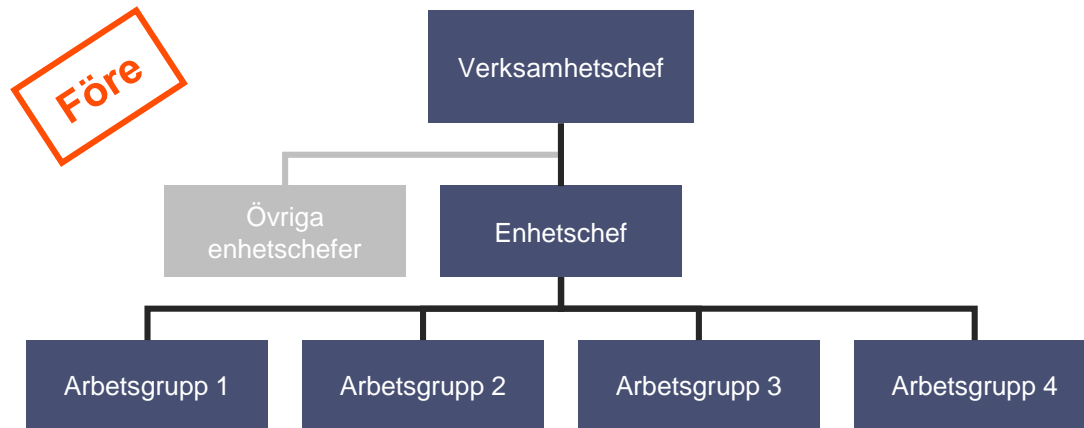 Före
Verksamhetschef
Övriga
enhetschefer
Enhetschef
Arbetsgrupp 1
Arbetsgrupp 2
Arbetsgrupp 3
Arbetsgrupp 4